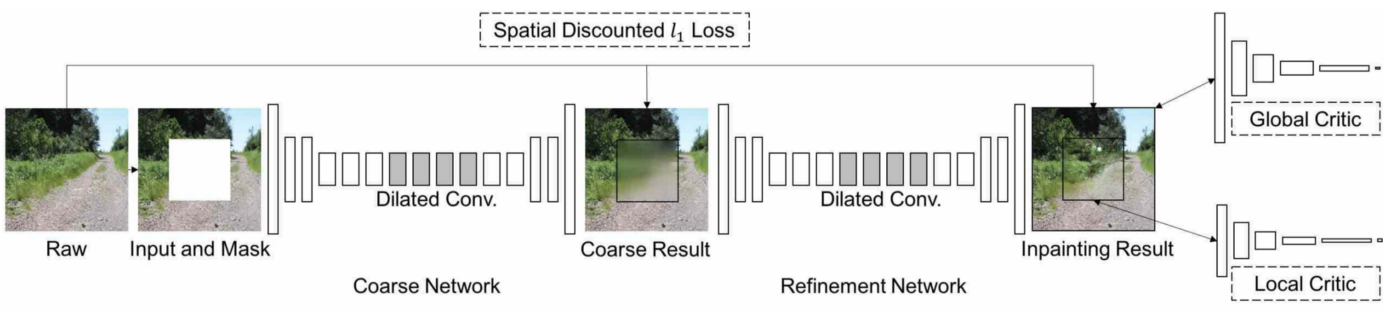 Spatial Discounted l₁ Loss
Global Critic
Dilated Conv.
Dilated Conv.
Raw
Input and Mask
Coarse Result
Inpainting Result
Coarse Network
Refinement Network
Local Critic